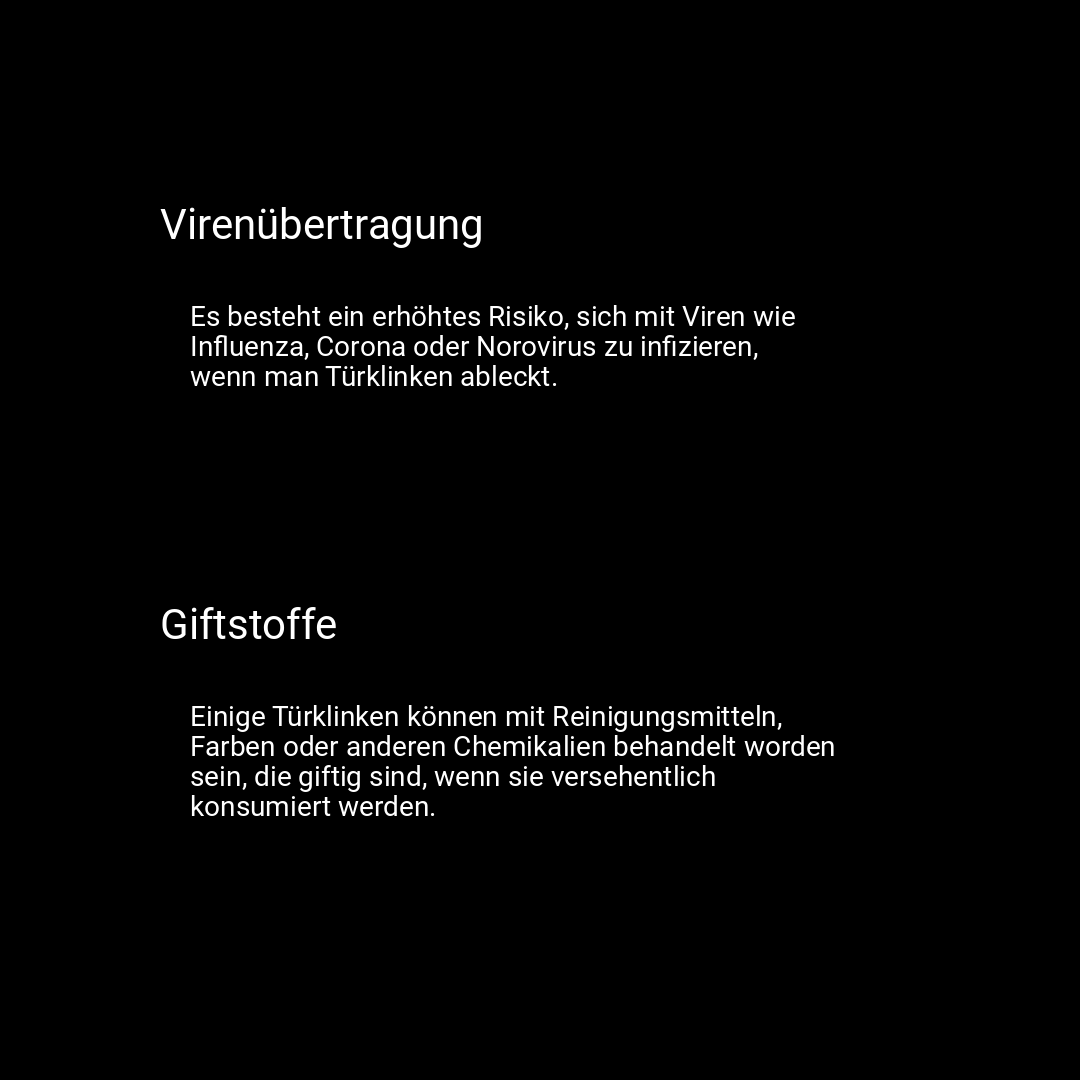 Virenübertragung
Es besteht ein erhöhtes Risiko, sich mit Viren wie
Influenza, Corona oder Norovirus zu infizieren,
wenn man Türklinken ableckt.
Giftstoffe
Einige Türklinken können mit Reinigungsmitteln,
Farben oder anderen Chemikalien behandelt worden
sein, die giftig sind, wenn sie versehentlich
konsumiert werden.